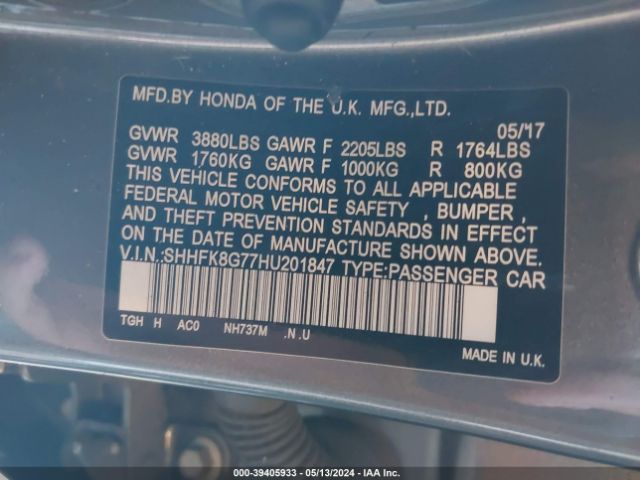 MFD.BY HONDA OF THE U.K. MFG.,LTD.
05/17
GVWR 3880LBS GAWR F 2205LBS R 1764LBS
GVWR 1760KG GAWR F 1000KG R 800KG
THIS VEHICLE CONFORMS TO ALL APPLICABLE
FEDERAL MOTOR VEHICLE SAFETY , BUMPER ,
AND THEFT PREVENTION STANDARDS IN EFFECT
ON THE DATE OF MANUFACTURE SHOWN ABOVE.
V.I.N.:SHHFK8G77HU201847 TYPE:PASSENGER CAR
TGH H AC0 NH737M .N .U
MADE IN U.K.
000-39405933 - 05/13/2024 - IAA Inc.